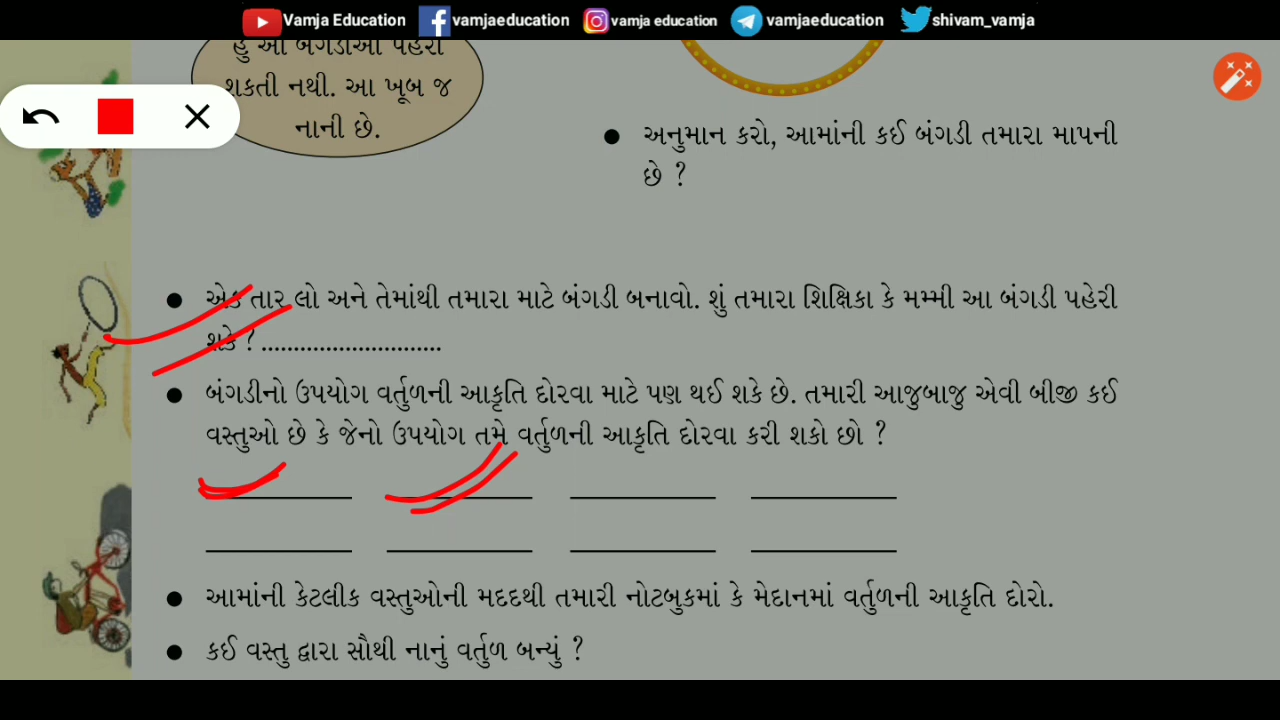 Vamja Education vamjaeducation vamja education vamjaeducation shivam_vamja
હું આ બંગડીઓ પહેરી
શકતી નથી. આ ખૂબ જ
નાની છે.
● અનુમાન કરો, આમાંની કઈ બંગડી તમારા માપની
છે ?
● એક તાર લો અને તેમાંથી તમારા માટે બંગડી બનાવો. શું તમારા શિક્ષિકા કે મમ્મી આ બંગડી પહેરી
શકે ? ...........................
● બંગડીનો ઉપયોગ વર્તુળની આકૃતિ દોરવા માટે પણ થઈ શકે છે. તમારી આજુબાજુ એવી બીજી કઈ
વસ્તુઓ છે કે જેનો ઉપયોગ તમે વર્તુળની આકૃતિ દોરવા કરી શકો છો ?
● આમાંની કેટલીક વસ્તુઓની મદદથી તમારી નોટબુકમાં કે મેદાનમાં વર્તુળની આકૃતિ દોરો.
● કઈ વસ્તુ દ્વારા સૌથી નાનું વર્તુળ બન્યું ?